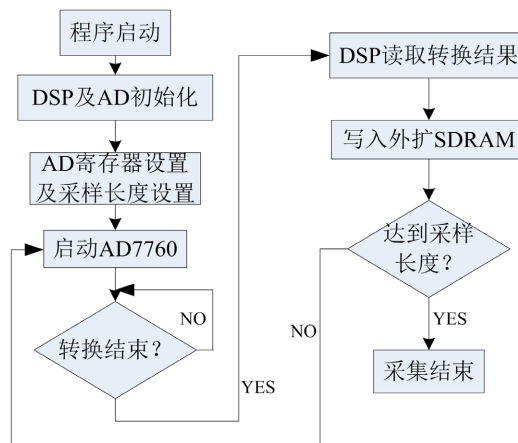 程序启动
DSP及AD初始化
AD寄存器设置
及采样长度设置
启动AD7760
NO
转换结束？
YES
DSP读取转换结果
写入外扩SDRAM
达到采样
长度？
NO
YES
采集结束